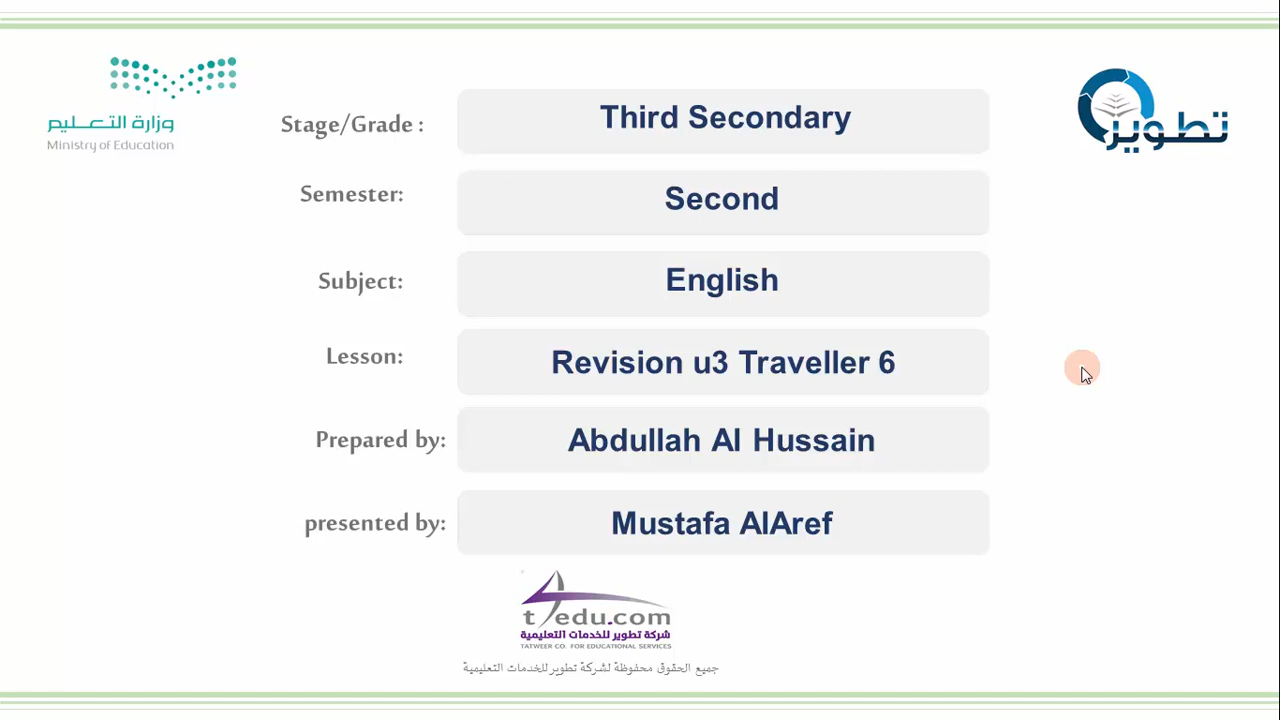 وزارة التعليم
Ministry of Education
تطوير
Stage/Grade : Third Secondary
Semester: Second
Subject: English
Lesson: Revision u3 Traveller 6
Prepared by: Abdullah Al Hussain
presented by: Mustafa AlAref
t4edu.com
شركة تطوير للخدمات التعليمية
TATWEER CO. FOR EDUCATIONAL SERVICES
جميع الحقوق محفوظة لشركة تطوير للخدمات التعليمية